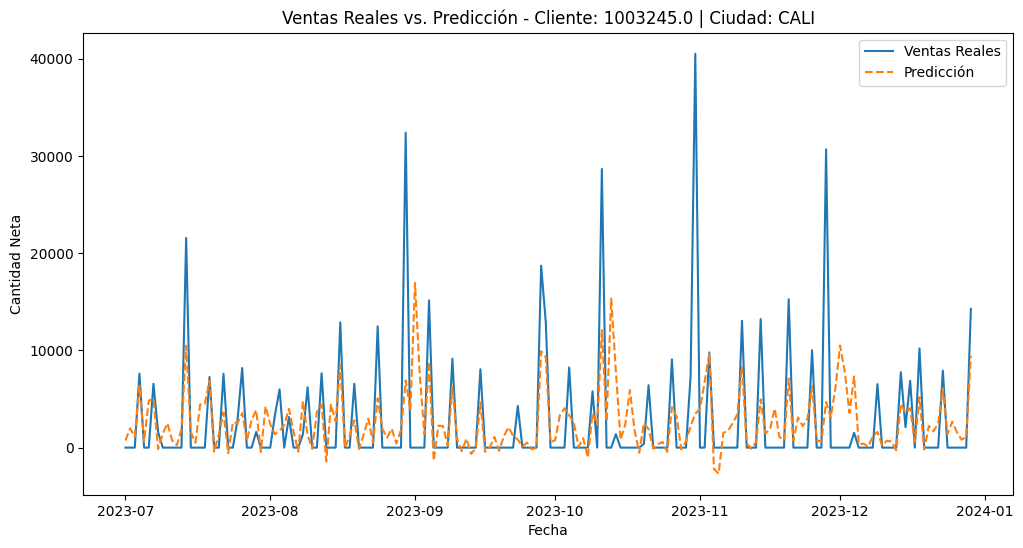 Ventas Reales vs. Predicción - Cliente: 1003245.0 | Ciudad: CALI
Ventas Reales
Predicción
40000
30000
20000
10000
0
Cantidad Neta
2023-07 2023-08 2023-09 2023-10 2023-11 2023-12 2024-01
Fecha